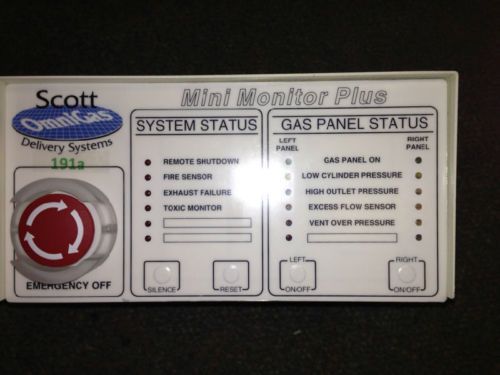 Scott
OmniGas
Delivery Systems
191a
EMERGENCY OFF
Mini Monitor Plus
SYSTEM STATUS
REMOTE SHUTDOWN
FIRE SENSOR
EXHAUST FAILURE
TOXIC MONITOR
SILENCE
RESET
GAS PANEL STATUS
LEFT
PANEL
RIGHT
PANEL
GAS PANEL ON
LOW CYLINDER PRESSURE
HIGH OUTLET PRESSURE
EXCESS FLOW SENSOR
VENT OVER PRESSURE
LEFT
ON/OFF
RIGHT
ON/OFF